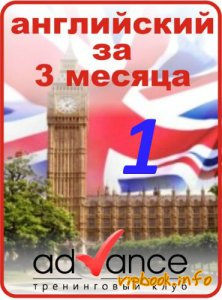 английский
за
3 месяца
1
advance
тренинговый клуб
vipbook.info